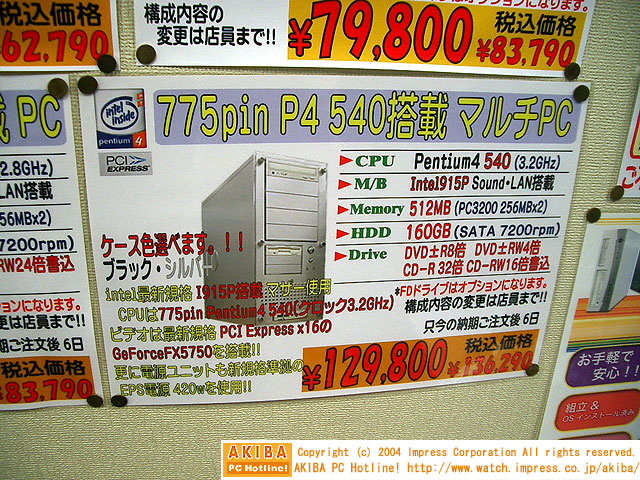 税込価格
62,790
構成内容の
変更は店員まで!!
¥79,800
税込価格
¥83,790
intel inside
pentium 4
PCI EXPRESS
775pin P4 540搭載 マルチPC
CPU Pentium4 540 (3.2GHz)
M/B Intel915P Sound・LAN搭載
Memory 512MB (PC3200 256MBx2)
HDD 160GB (SATA 7200rpm)
Drive DVD±R8倍 DVD±RW4倍
CD-R 32倍 CD-RW16倍書込
*FDドライブはオプションになります。
構成内容の変更は店員まで!!
只今の納期ご注文後 6日
ケース色選べます。!!
ブラック・シルバー
intel最新規格 I915P搭載 マザー使用
CPUは775pin Pentium4 540(クロック3.2GHz)
ビデオは最新規格 PCI Express x16の
GeForceFX5750を搭載!!
更に電源ユニットも新規格準拠の
EPS電源 420wを使用!!
¥129,800
税込価格
¥136,290
載 PC
2.8GHz)
LAN搭載
256MBx2)
7200rpm)
RW24倍書込
ションになります。
は店員まで!!
期ご注文後 6日
税込価格
¥83,790
お手軽で
安心!!
組立 &
OS インストール済み
AKIBA
PC Hotline!
Copyright (c) 2004 Impress Corporation All rights reserved.
AKIBA PC Hotline! http://www.watch.impress.co.jp/akiba/